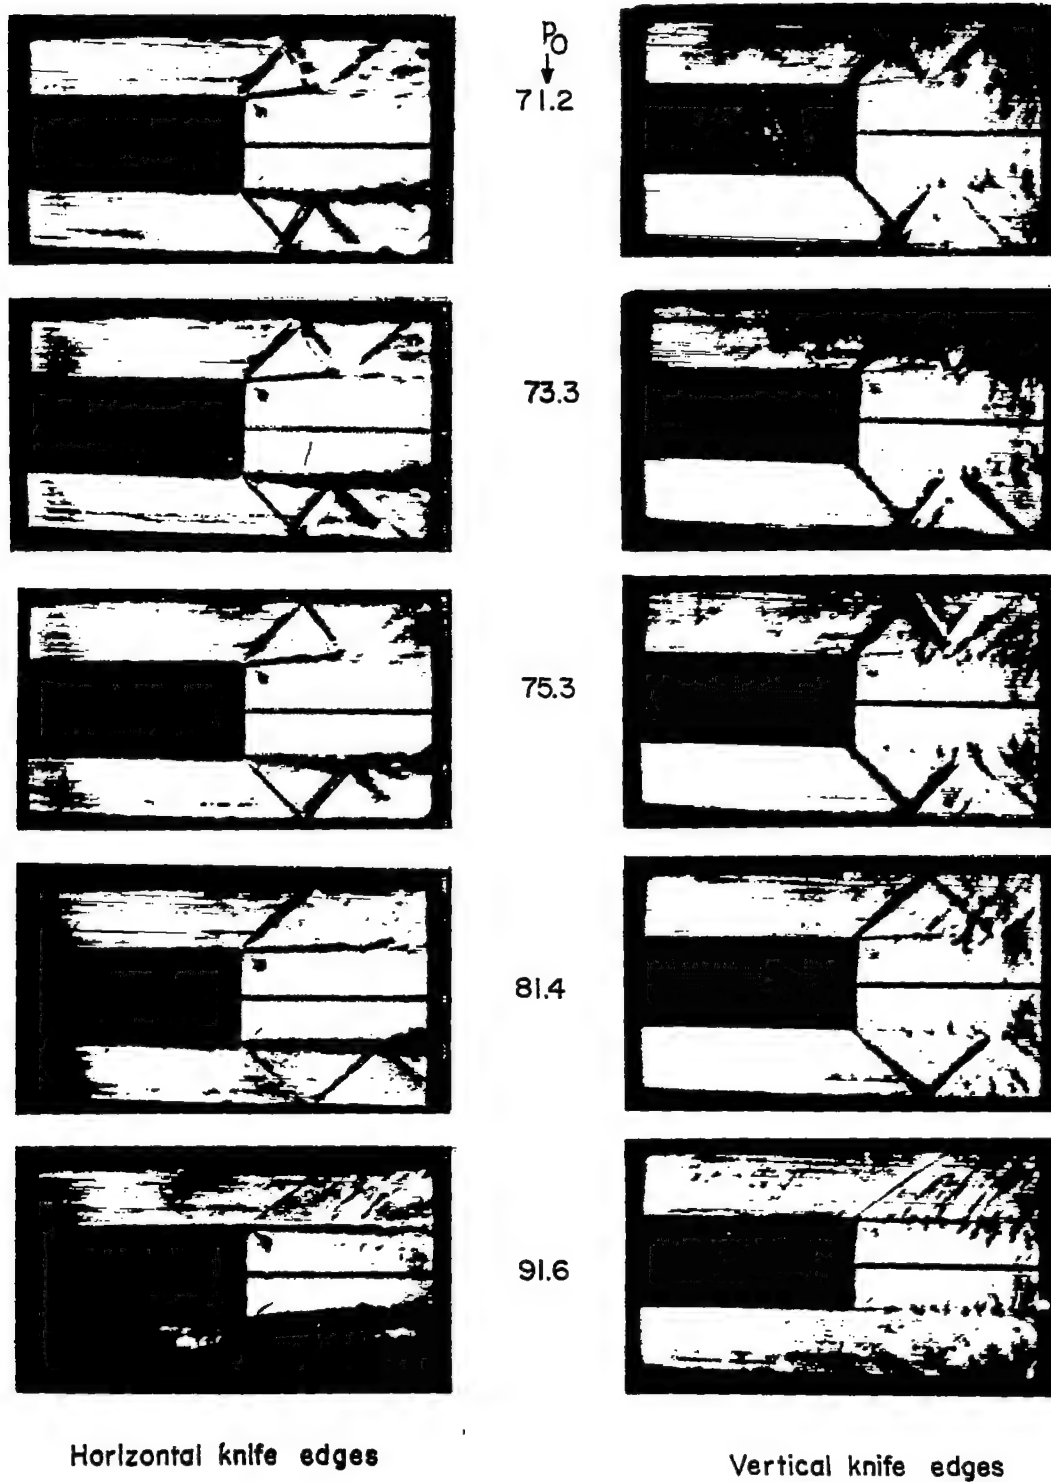 P0
71.2
73.3
75.3
81.4
91.6
Horizontal knife edges
Vertical knife edges